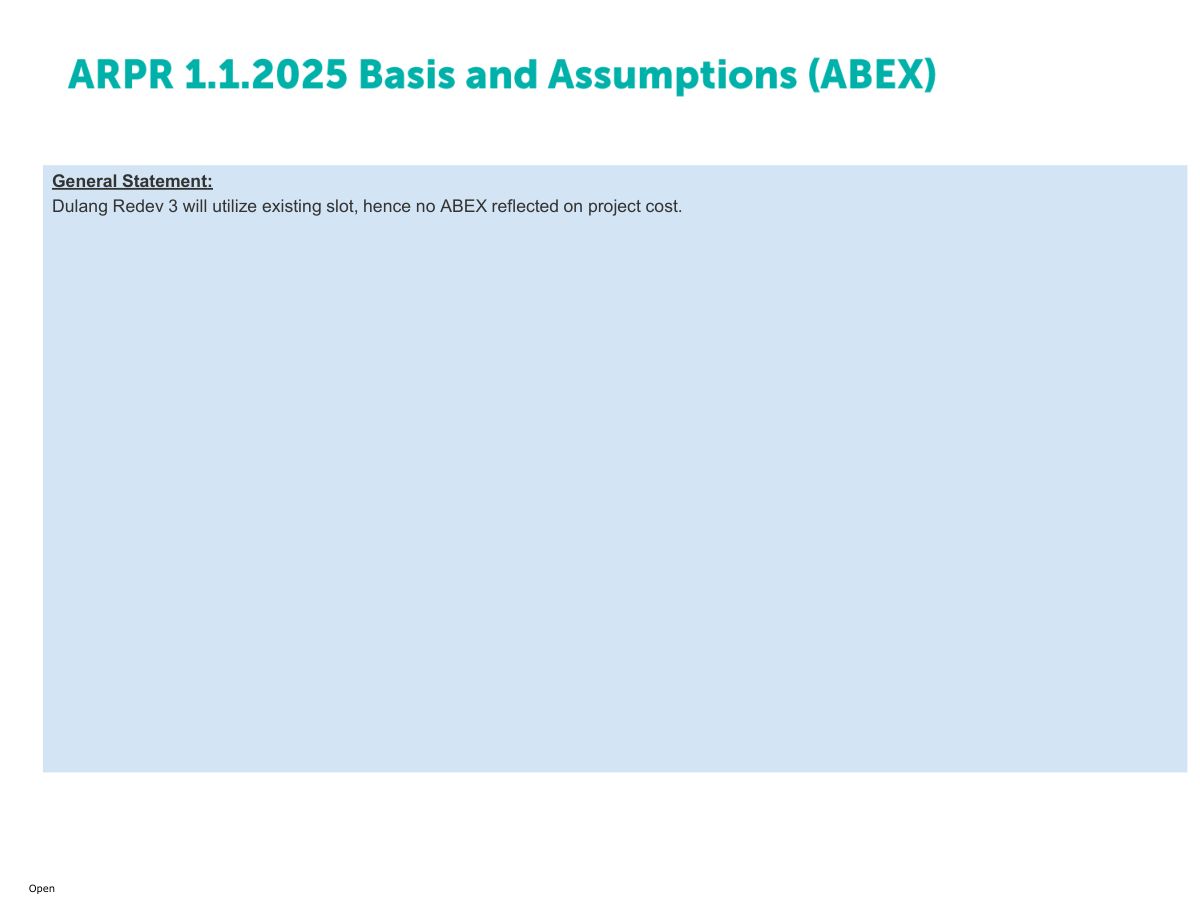 ARPR 1.1.2025 Basis and Assumptions (ABEX)
General Statement:
Dulang Redev 3 will utilize existing slot, hence no ABEX reflected on project cost.
Open